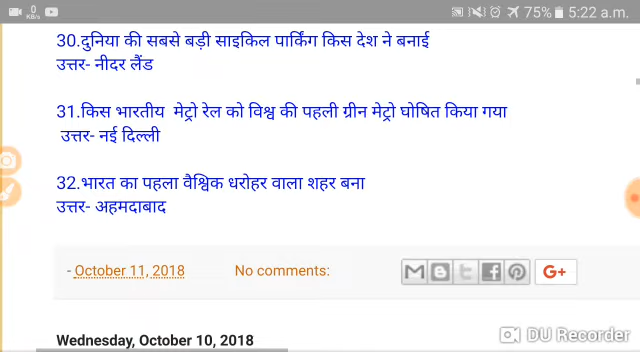 0
KB/s
75% 5:22 a.m.
30.दुनिया की सबसे बड़ी साइकिल पार्किंग किस देश ने बनाई
उत्तर- नीदर लैंड
31.किस भारतीय मेट्रो रेल को विश्व की पहली ग्रीन मेट्रो घोषित किया गया
उत्तर- नई दिल्ली
32.भारत का पहला वैश्विक धरोहर वाला शहर बना
उत्तर- अहमदाबाद
- October 11, 2018 No comments: G+
Wednesday, October 10, 2018
DU Recorder